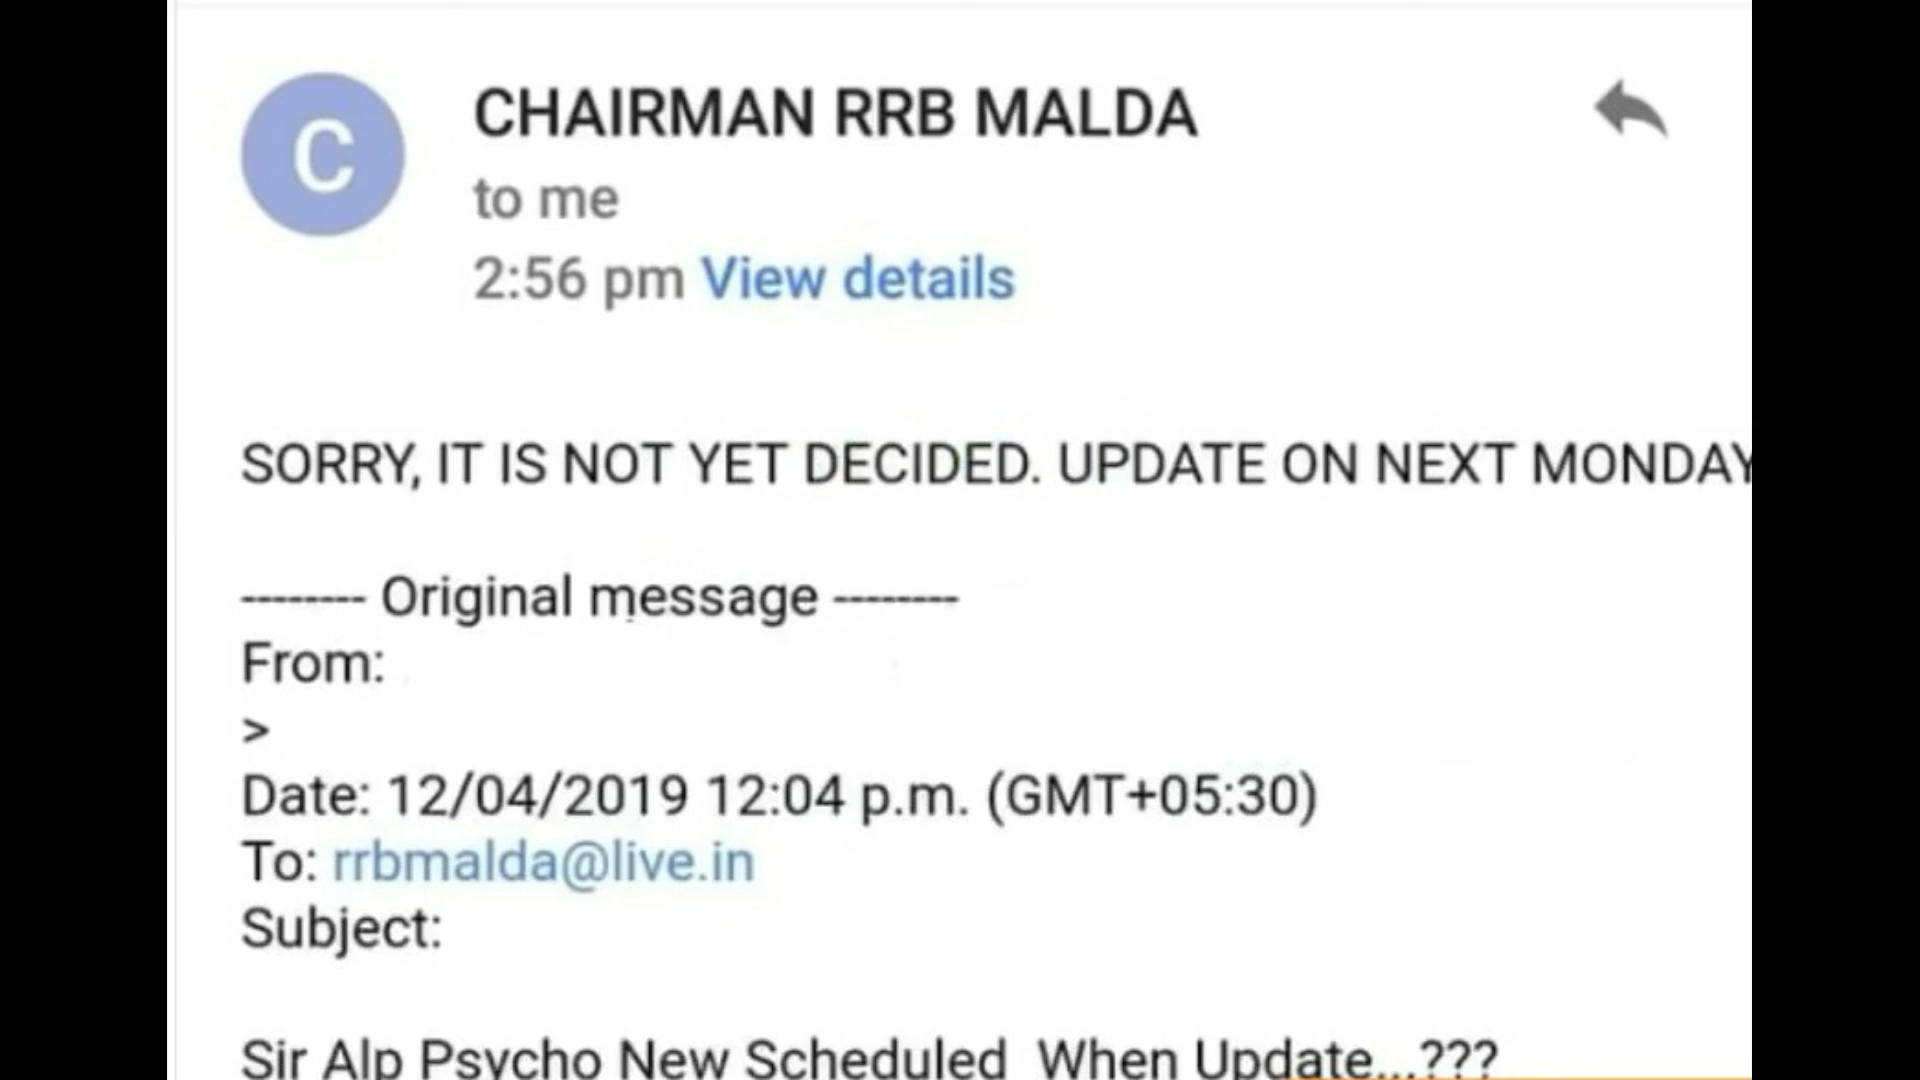 C
CHAIRMAN RRB MALDA
to me
2:56 pm View details
SORRY, IT IS NOT YET DECIDED. UPDATE ON NEXT MONDAY
-------- Original message --------
From:
>
Date: 12/04/2019 12:04 p.m. (GMT+05:30)
To: rrbmalda@live.in
Subject:
Sir Alp Psycho New Scheduled  When Update...???